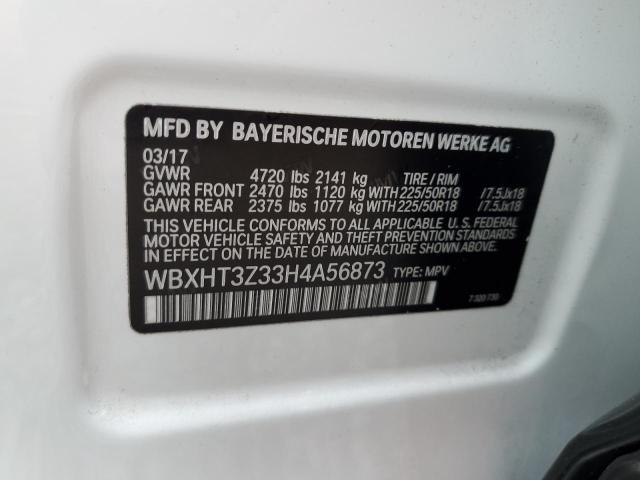 MFD BY BAYERISCHE MOTOREN WERKE AG
03/17
GVWR 4720 lbs 2141 kg TIRE / RIM
GAWR FRONT 2470 lbs 1120 kg WITH 225/50R18 /7.5Jx18
GAWR REAR 2375 lbs 1077 kg WITH 225/50R18 /7.5Jx18
THIS VEHICLE CONFORMS TO ALL APPLICABLE U.S. FEDERAL
MOTOR VEHICLE SAFETY AND THEFT PREVENTION STANDARDS
IN EFFECT ON THE DATE OF MANUFACTURE SHOWN ABOVE.
WBXHT3Z33H4A56873 TYPE: MPV
7 320 730